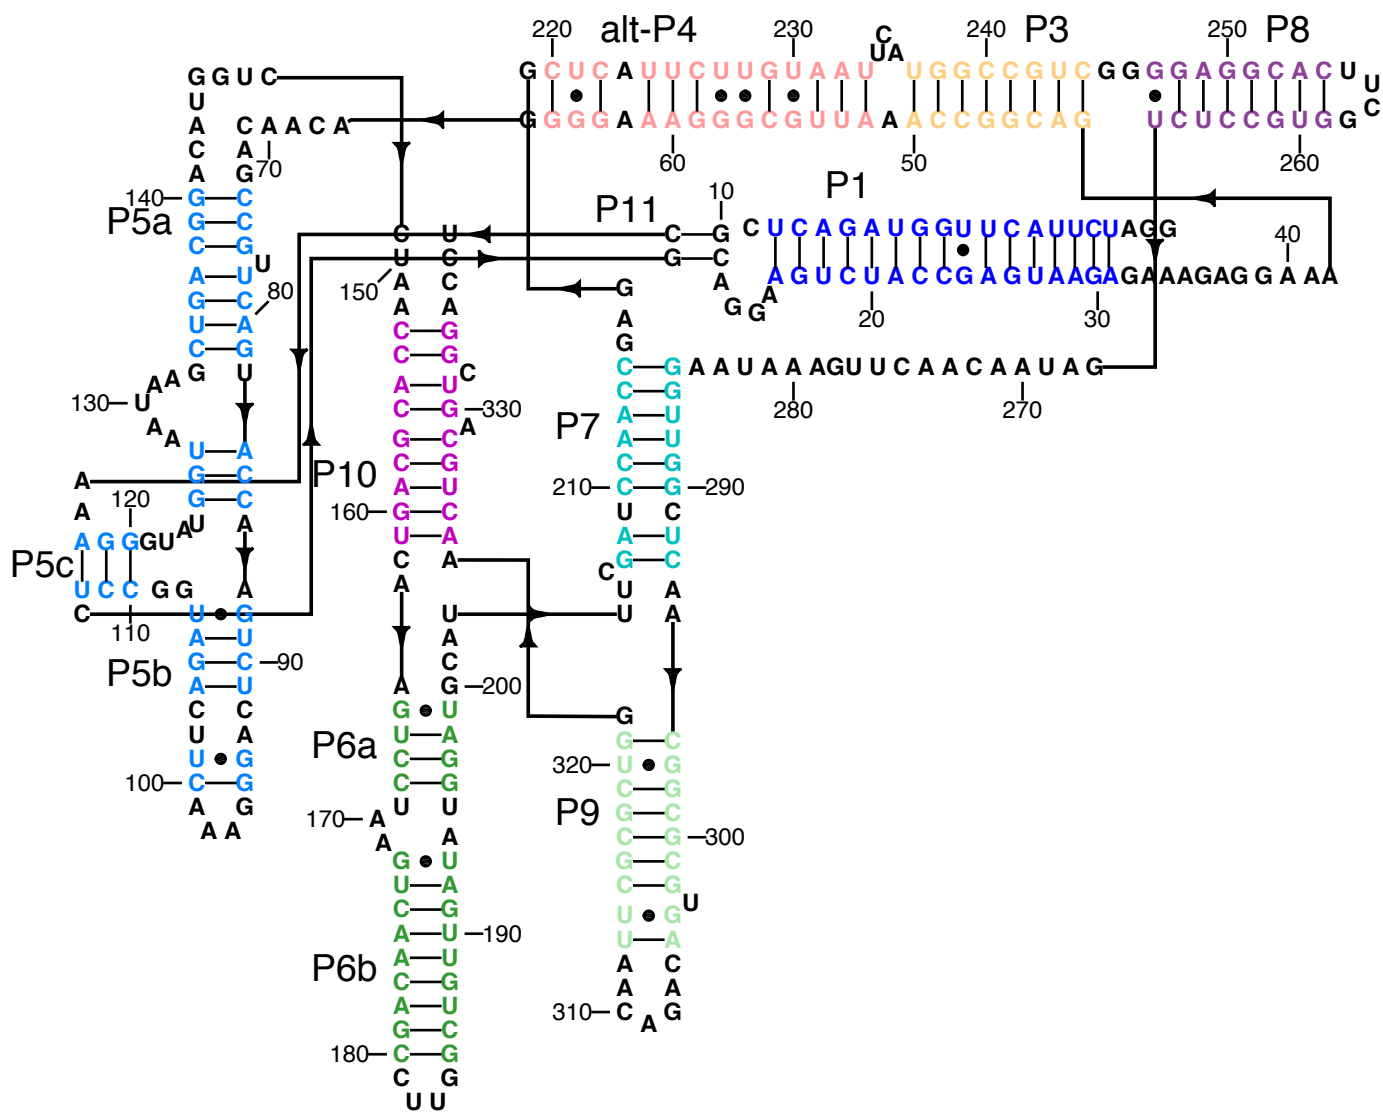 220 alt-P4 230 240 P3 250 P8
C
UA
G C U C A U U C U U G U A A U U G G C C G U C G G G G A G G C A C U U
C
G G G G A A A G G G C G U U A A A C C A C G G C A G U C U C C G U G G
60 50 260
G G U C
U
A C A A C A
C A
A G 70
140 G C
P5a G C
C G
U
A U
G C 80
U A
C G
G U
A A
130 U
A A
U A
G C
G C
U A
A
G G G U A
120
A
A
P5c A
U C C G G A
C
110
U G
P5b A U
G C 90
A U
C C
U A
U G
100 C G
A G
A A
P11 C G 10
G C
A
G G A
P1
C U C A G A U G G U U C A U U C U A G G
A G U C U A C C G A G U A A G A G A A A G A G G A A A
20 30 40
C U
U C
150 A C
A A
C G
C G
C
A U
C G 330
A
G C
P10 C G
A U
160 G C
U A
C A
A
U
A
C
A G 200
G U
P6a U A
C G
C G
U U
170 A A
A
G U
U A
C G
A U 190
A U
P6b C G
A U
G C
180 C G
C G
U U
G
A
G
C G A A U A A A G U U C A A C A A U A G
280 270
C G
P7 A U
A U
C G
210 C G 290
U C
A U
G C
C
U A
U A
G
G C
320 U G
C G
P9 G C
C G 300
G C
C G
U
U G
U A
A C
A A
310 C G
A